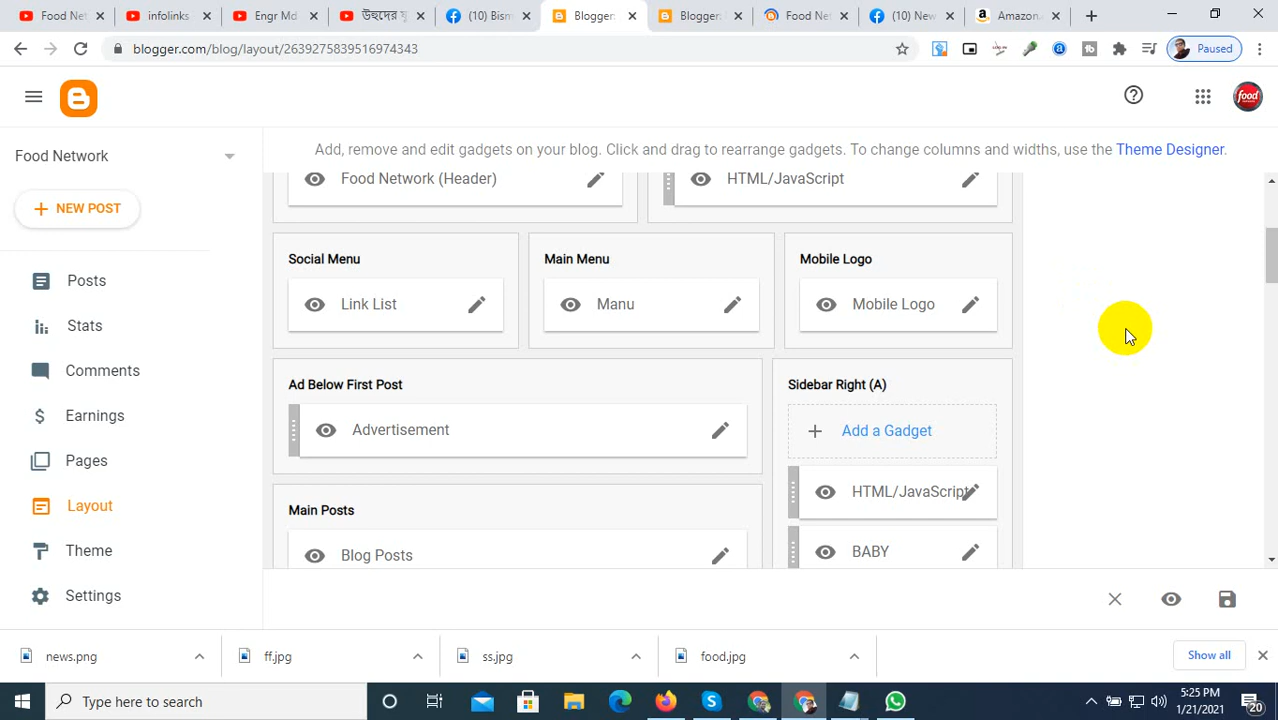 Food Net
infolinks
Engr Md
উহুদের যু
(10) Bism
Blogger:
Blogger: 
Food Ne
(10) New
Amazon.
blogger.com/blog/layout/2639275839516974343
Paused
Food Network
food
Add, remove and edit gadgets on your blog. Click and drag to rearrange gadgets. To change columns and widths, use the Theme Designer.
NEW POST
Posts
Stats
Comments
Earnings
Pages
Layout
Theme
Settings
Food Network (Header)
HTML/JavaScript
Social Menu
Link List
Main Menu
Manu
Mobile Logo
Mobile Logo
Ad Below First Post
Advertisement
Sidebar Right (A)
Add a Gadget
HTML/JavaScript
BABY
Main Posts
Blog Posts
news.png
ff.jpg
ss.jpg
food.jpg
Show all
Type here to search
5:25 PM
1/21/2021
20